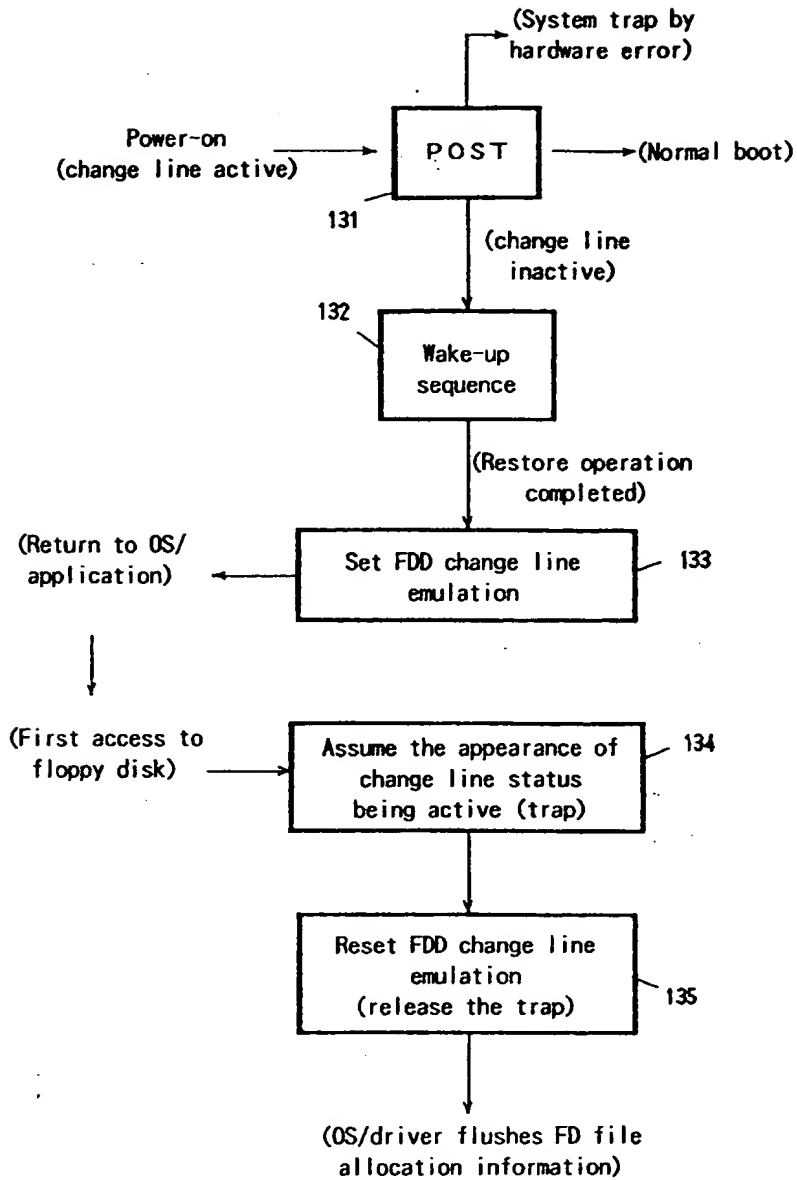 (System trap by
hardware error)
Power-on
(change line active)
POST
(Normal boot)
131
(change line
inactive)
132
Wake-up
sequence
(Restore operation
completed)
(Return to OS/
application)
Set FDD change line
emulation
133
(First access to
floppy disk)
Assume the appearance of
change line status
being active (trap)
134
Reset FDD change line
emulation
(release the trap)
135
(OS/driver flushes FD file
allocation information)